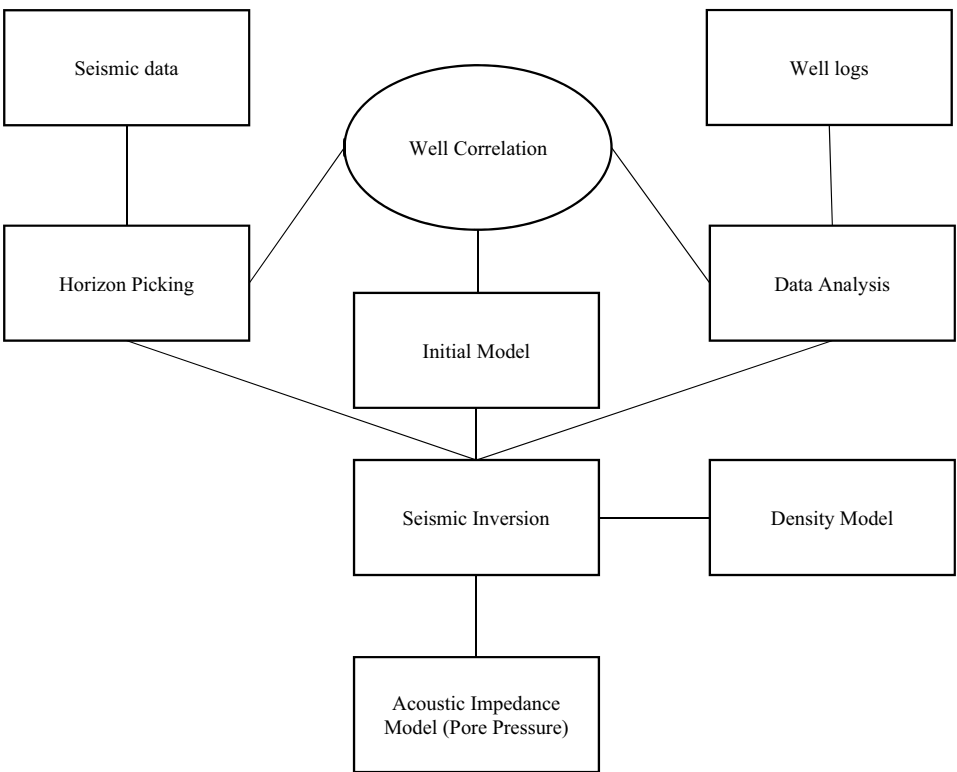 Seismic data
Well logs
Well Correlation
Horizon Picking
Data Analysis
Initial Model
Seismic Inversion
Density Model
Acoustic Impedance
Model (Pore Pressure)